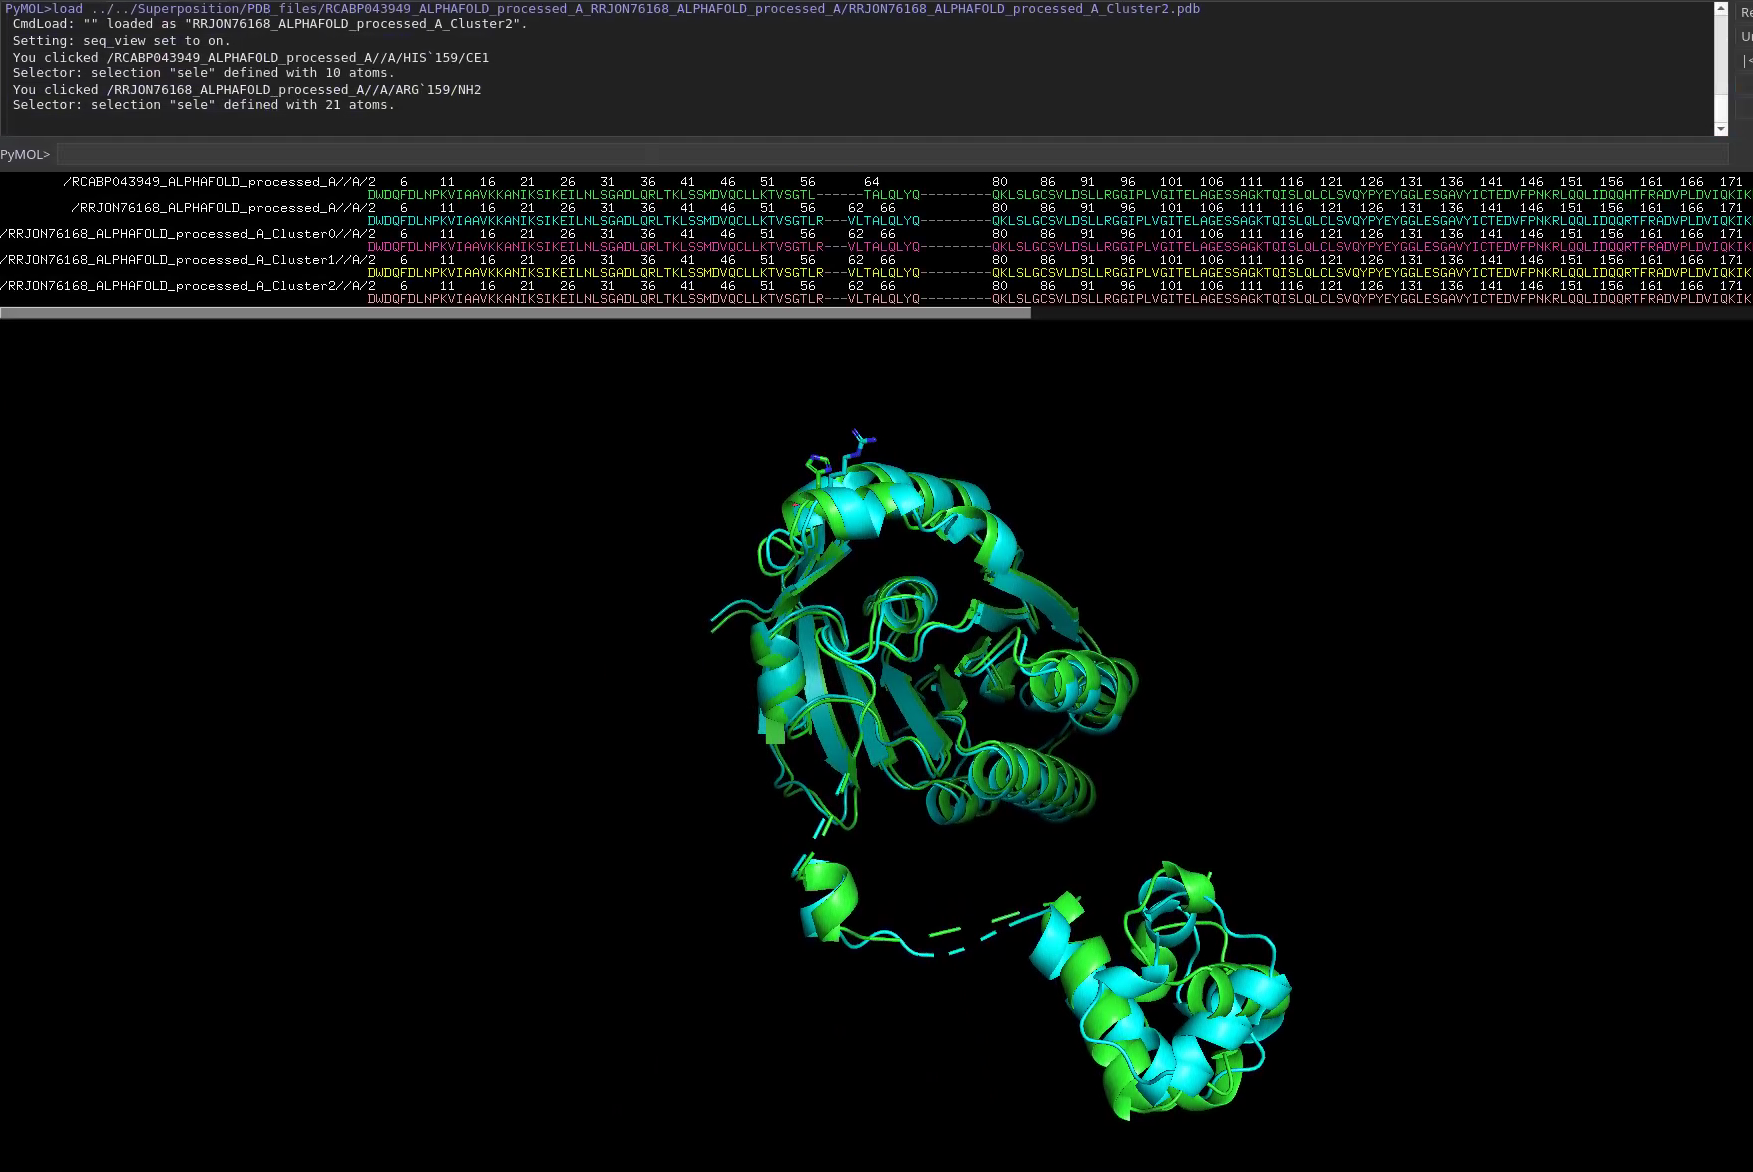 PyMOL>load ../../Superposition/PDB_files/RCABP043949_ALPHAFOLD_processed_A_RRJON76168_ALPHAFOLD_processed_A/RRJON76168_ALPHAFOLD_processed_A_Cluster2.pdb
CmdLoad: "" loaded as "RRJON76168_ALPHAFOLD_processed_A_Cluster2".
Setting: seq_view set to on.
You clicked /RCABP043949_ALPHAFOLD_processed_A//A/HIS`159/CE1
Selector: selection "sele" defined with 10 atoms.
You clicked /RRJON76168_ALPHAFOLD_processed_A//A/ARG`159/NH2
Selector: selection "sele" defined with 21 atoms.
PyMOL>
/RCABP043949_ALPHAFOLD_processed_A//A/2 6 11 16 21 26 31 36 41 46 51 56 64 80 86 91 96 101 106 111 116 121 126 131 136 141 146 151 156 161 166 171
DWDQFDLNPKVIAAVKKANIKSIKEILNLSGADLQRLTKLSSMDVQCLLKTVSGTL------TALQLYQ---------QKLSLGCSVLDSLLRGGIPLVGITELAGESSAGKTQISLQLCLSVQYPYEYGGLESGAVYICTEDVFPNKRLQQLIDQQHTFRADVPLDVIQKIK
/RRJON76168_ALPHAFOLD_processed_A//A/2 6 11 16 21 26 31 36 41 46 51 56 62 66 80 86 91 96 101 106 111 116 121 126 131 136 141 146 151 156 161 166 171
DWDQFDLNPKVIAAVKKANIKSIKEILNLSGADLQRLTKLSSMDVQCLLKTVSGTLR---VLTALQLYQ---------QKLSLGCSVLDSLLRGGIPLVGITELAGESSAGKTQISLQLCLSVQYPYEYGGLESGAVYICTEDVFPNKRLQQLIDQQRTFRADVPLDVIQKIK
/RRJON76168_ALPHAFOLD_processed_A_Cluster0//A/2 6 11 16 21 26 31 36 41 46 51 56 62 66 80 86 91 96 101 106 111 116 121 126 131 136 141 146 151 156 161 166 171
DWDQFDLNPKVIAAVKKANIKSIKEILNLSGADLQRLTKLSSMDVQCLLKTVSGTLR---VLTALQLYQ---------QKLSLGCSVLDSLLRGGIPLVGITELAGESSAGKTQISLQLCLSVQYPYEYGGLESGAVYICTEDVFPNKRLQQLIDQQRTFRADVPLDVIQKIK
/RRJON76168_ALPHAFOLD_processed_A_Cluster1//A/2 6 11 16 21 26 31 36 41 46 51 56 62 66 80 86 91 96 101 106 111 116 121 126 131 136 141 146 151 156 161 166 171
DWDQFDLNPKVIAAVKKANIKSIKEILNLSGADLQRLTKLSSMDVQCLLKTVSGTLR---VLTALQLYQ---------QKLSLGCSVLDSLLRGGIPLVGITELAGESSAGKTQISLQLCLSVQYPYEYGGLESGAVYICTEDVFPNKRLQQLIDQQRTFRADVPLDVIQKIK
/RRJON76168_ALPHAFOLD_processed_A_Cluster2//A/2 6 11 16 21 26 31 36 41 46 51 56 62 66 80 86 91 96 101 106 111 116 121 126 131 136 141 146 151 156 161 166 171
DWDQFDLNPKVIAAVKKANIKSIKEILNLSGADLQRLTKLSSMDVQCLLKTVSGTLR---VLTALQLYQ---------QKLSLGCSVLDSLLRGGIPLVGITELAGESSAGKTQISLQLCLSVQYPYEYGGLESGAVYICTEDVFPNKRLQQLIDQQRTFRADVPLDVIQKIK